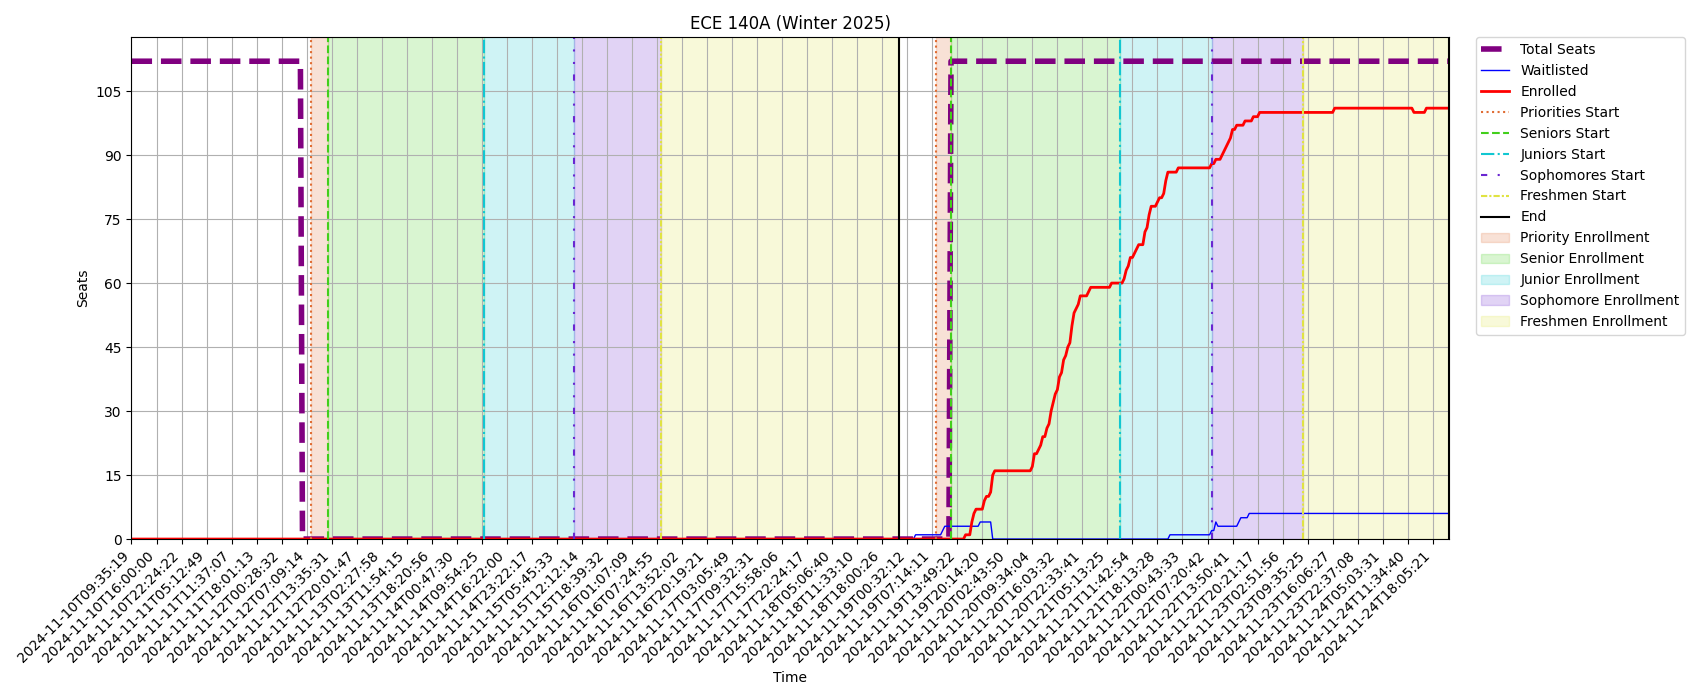 ECE 140A (Winter 2025)
Total Seats
Waitlisted
Enrolled
Priorities Start
Seniors Start
Juniors Start
Sophomores Start
Freshmen Start
End
Priority Enrollment
Senior Enrollment
Junior Enrollment
Sophomore Enrollment
Freshmen Enrollment
Seats
105
90
75
60
45
30
15
0
2024-11-10T09:35:19
2024-11-10T16:00:00
2024-11-10T22:24:22
2024-11-11T05:12:49
2024-11-11T11:37:07
2024-11-11T18:01:13
2024-11-12T00:28:32
2024-11-12T07:09:14
2024-11-12T13:35:31
2024-11-12T20:01:47
2024-11-13T03:27:58
2024-11-13T11:54:15
2024-11-13T18:20:56
2024-11-14T00:47:30
2024-11-14T09:54:25
2024-11-14T16:22:00
2024-11-14T23:22:17
2024-11-15T05:45:33
2024-11-15T12:12:14
2024-11-15T18:39:32
2024-11-16T01:07:09
2024-11-16T07:24:55
2024-11-16T13:52:02
2024-11-16T20:19:21
2024-11-17T03:05:49
2024-11-17T09:32:31
2024-11-17T15:58:06
2024-11-17T22:24:17
2024-11-18T05:06:40
2024-11-18T11:33:10
2024-11-18T18:00:26
2024-11-19T00:32:12
2024-11-19T07:14:11
2024-11-19T13:49:22
2024-11-19T20:14:20
2024-11-20T02:43:50
2024-11-20T09:34:04
2024-11-20T16:03:32
2024-11-20T22:33:41
2024-11-21T05:13:25
2024-11-21T11:42:54
2024-11-21T18:13:28
2024-11-22T00:43:33
2024-11-22T07:20:42
2024-11-22T13:50:41
2024-11-22T20:21:17
2024-11-23T02:51:56
2024-11-23T09:35:25
2024-11-23T16:06:27
2024-11-23T22:37:08
2024-11-24T05:03:31
2024-11-24T11:34:40
2024-11-24T18:05:21
Time